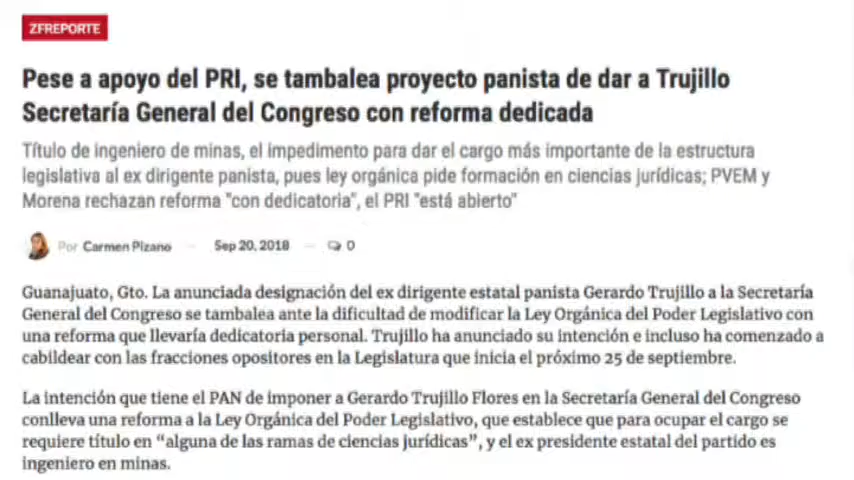 ZFREPORTE
Pese a apoyo del PRI, se tambalea proyecto panista de dar a Trujillo
Secretaría General del Congreso con reforma dedicada
Título de ingeniero de minas, el impedimento para dar el cargo más importante de la estructura
legislativa al ex dirigente panista, pues ley orgánica pide formación en ciencias jurídicas; PVEM y
Morena rechazan reforma "con dedicatoria", el PRI "está abierto"
Por Carmen Pizano — Sep 20, 2018 — 0
Guanajuato, Gto. La anunciada designación del ex dirigente estatal panista Gerardo Trujillo a la Secretaría
General del Congreso se tambalea ante la dificultad de modificar la Ley Orgánica del Poder Legislativo con
una reforma que llevaría dedicatoria personal. Trujillo ha anunciado su intención e incluso ha comenzado a
cabildear con las fracciones opositores en la Legislatura que inicia el próximo 25 de septiembre.
La intención que tiene el PAN de imponer a Gerardo Trujillo Flores en la Secretaría General del Congreso
conlleva una reforma a la Ley Orgánica del Poder Legislativo, que establece que para ocupar el cargo se
requiere título en “alguna de las ramas de ciencias jurídicas”, y el ex presidente estatal del partido es
ingeniero en minas.